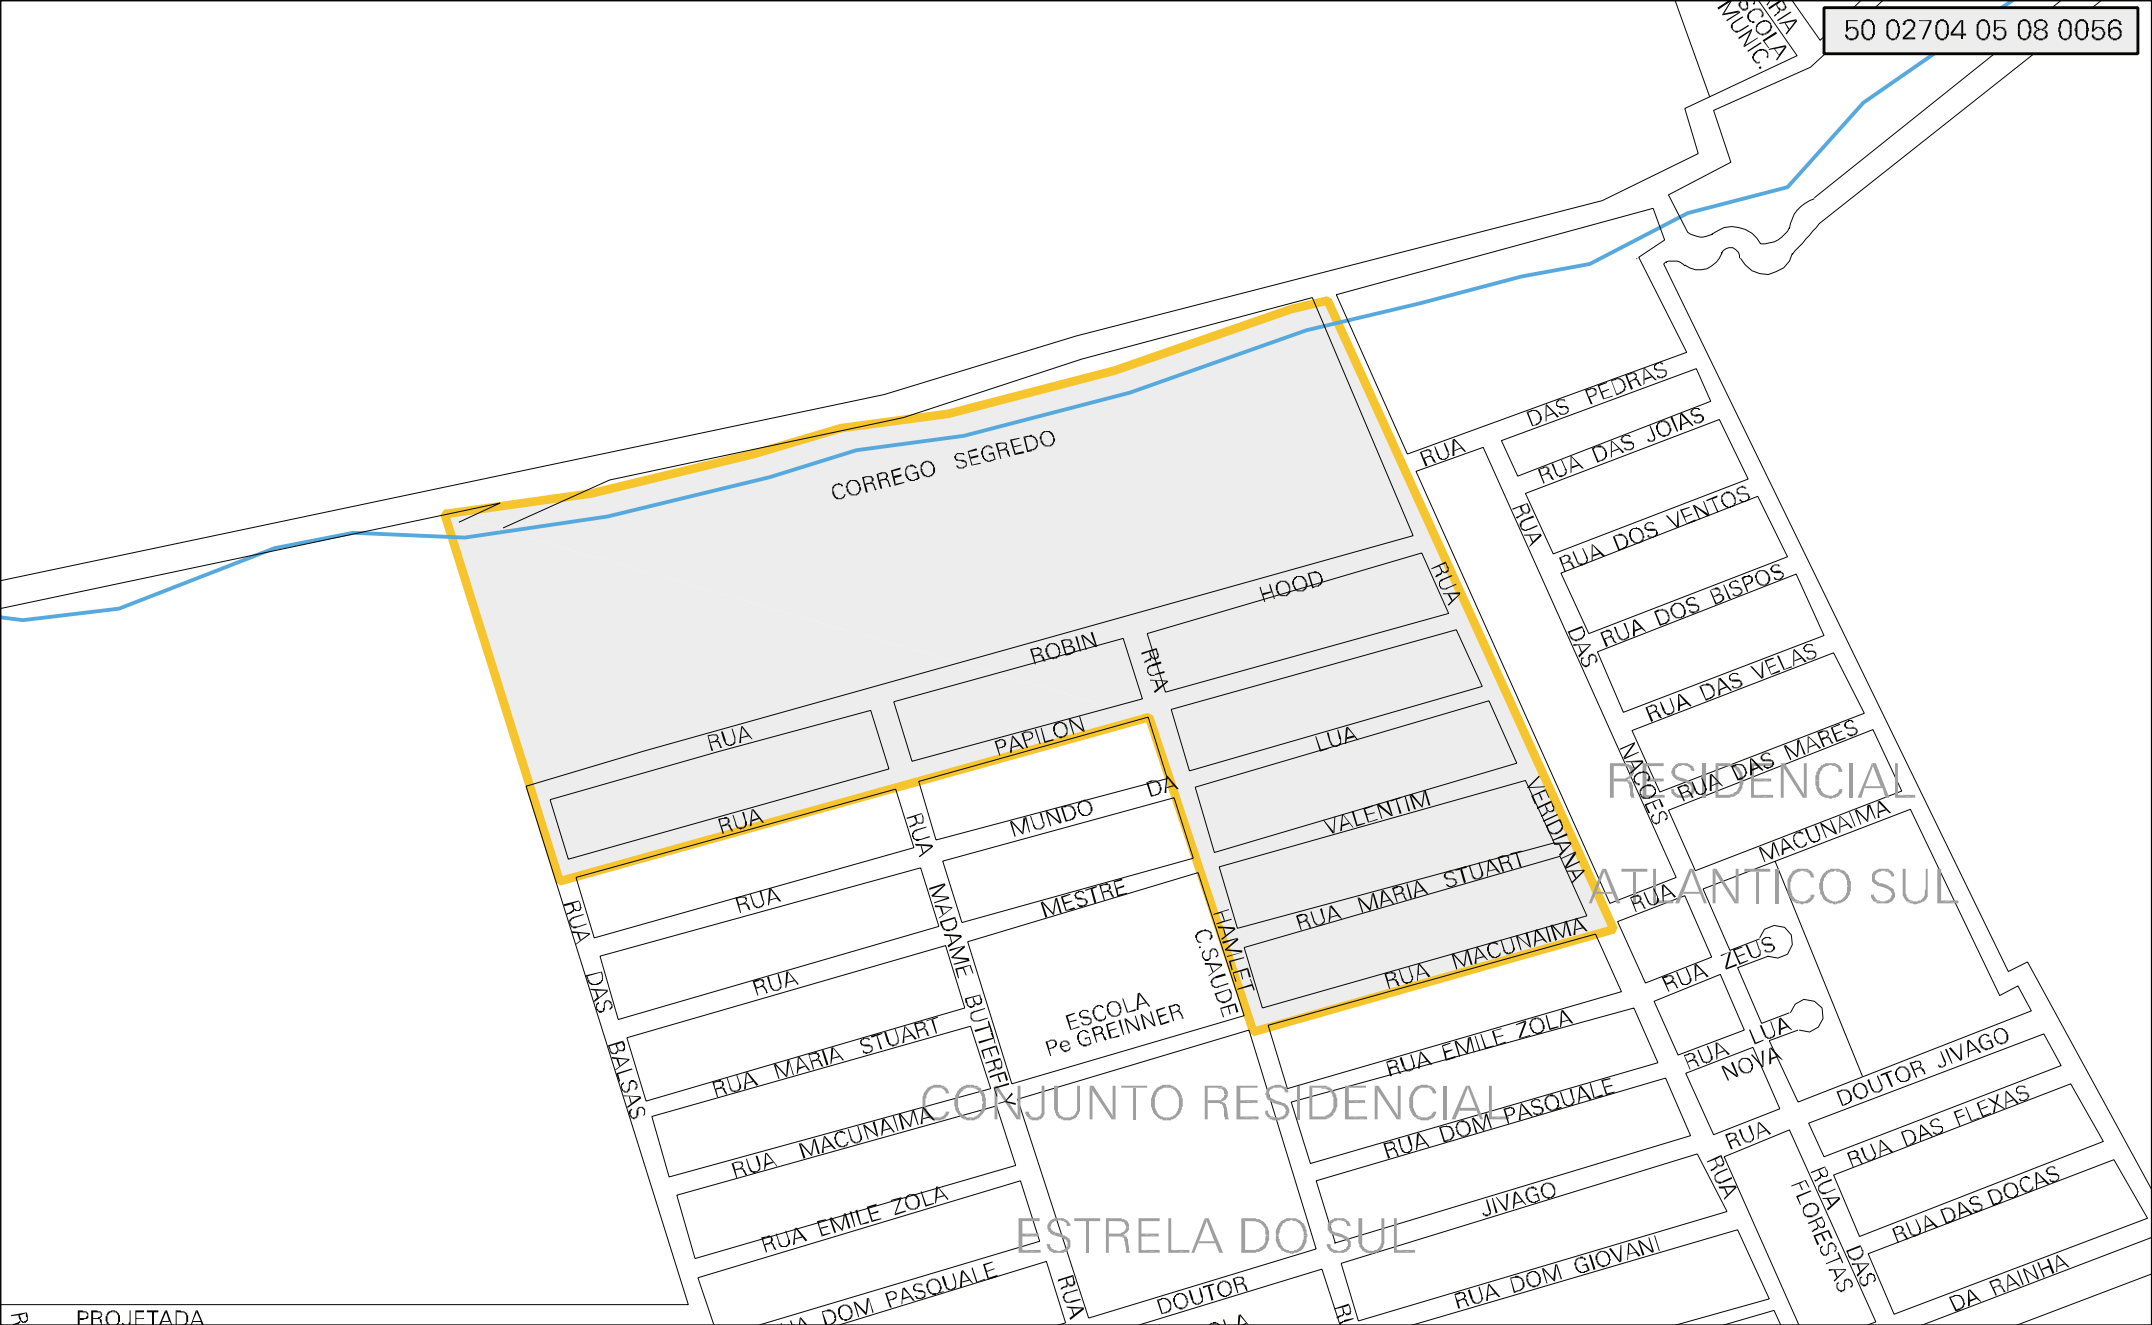 RIA
ESCOLA
MUNIC.
50 02704 05 08 0056
DAS PEDRAS
RUA
RUA DAS JOIAS
CORREGO SEGREDO
RUA DOS VENTOS
RUA DAS NACOES
RUA DOS BISPOS
RUA ROBIN HOOD
RUA VERIDIANA
RUA DAS VELAS
RUA DA HAMLET
RUA PAPILON
RUA DAS MARES
RESIDENCIAL
ATLANTICO SUL
RUA LUA
RUA MUNDO
VALENTIM
RUA MACUNAIMA
RUA MESTRE
RUA MARIA STUART
RUA MACUNAIMA
C.SAUDE
RUA MADAME BUTTERFLY
RUA DAS BALSAS
ESCOLA
Pe GREINNER
RUA ZEUS
RUA LUA
NOVA
RUA MARIA STUART
RUA EMILE ZOLA
RUA DOUTOR JIVAGO
CONJUNTO RESIDENCIAL
ESTRELA DO SUL
RUA MACUNAIMA
RUA DOM PASQUALE
RUA DAS FLEXAS
RUA FLORESTAS
RUA DAS
RUA EMILE ZOLA
JIVAGO
RUA DAS DOCAS
RUA DOM GIOVANI
DA RAINHA
DOM PASQUALE
RUA
DOUTOR
R
PROJETADA